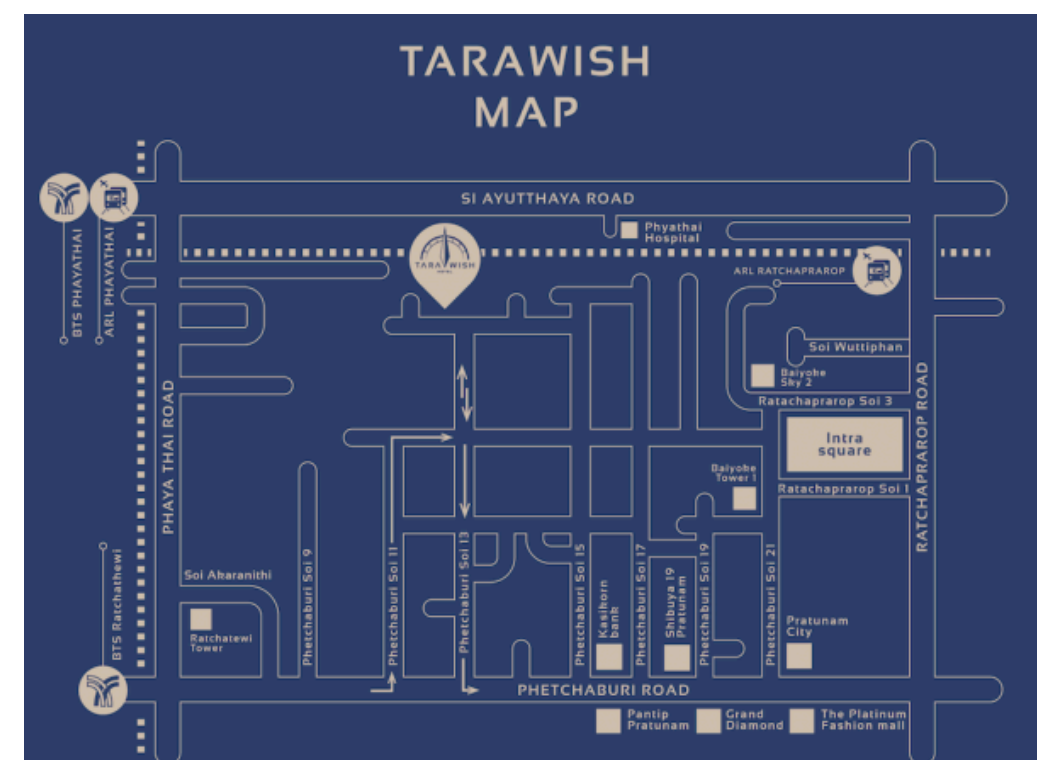 TARAWISH
MAP
SI AYUTTHAYA ROAD
Phyathai
Hospital
TARAWISH
BTS PHAYATHAI
ARL PHAYATHAI
ARL RATCHAPRAROP
Soi Wuttiphan
Baiyoke
Sky 2
Ratachaprarop Soi 3
Intra
square
Baiyoke
Tower 1
Ratachaprarop Soi 1
PHAYA THAI ROAD
RATCHAPRAROP ROAD
BTS Ratchathewi
Soi Akaranithi
Ratchatewi
Tower
Phetchaburi Soi 9
Phetchaburi Soi 11
Phetchaburi Soi 13
Phetchaburi Soi 15
Kasikorn
bank
Phetchaburi Soi 17
Shibuya 19
Pratunam
Phetchaburi Soi 19
Phetchaburi Soi 21
Pratunam
City
PHETCHABURI ROAD
Pantip
Pratunam
Grand
Diamond
The Platinum
Fashion mall